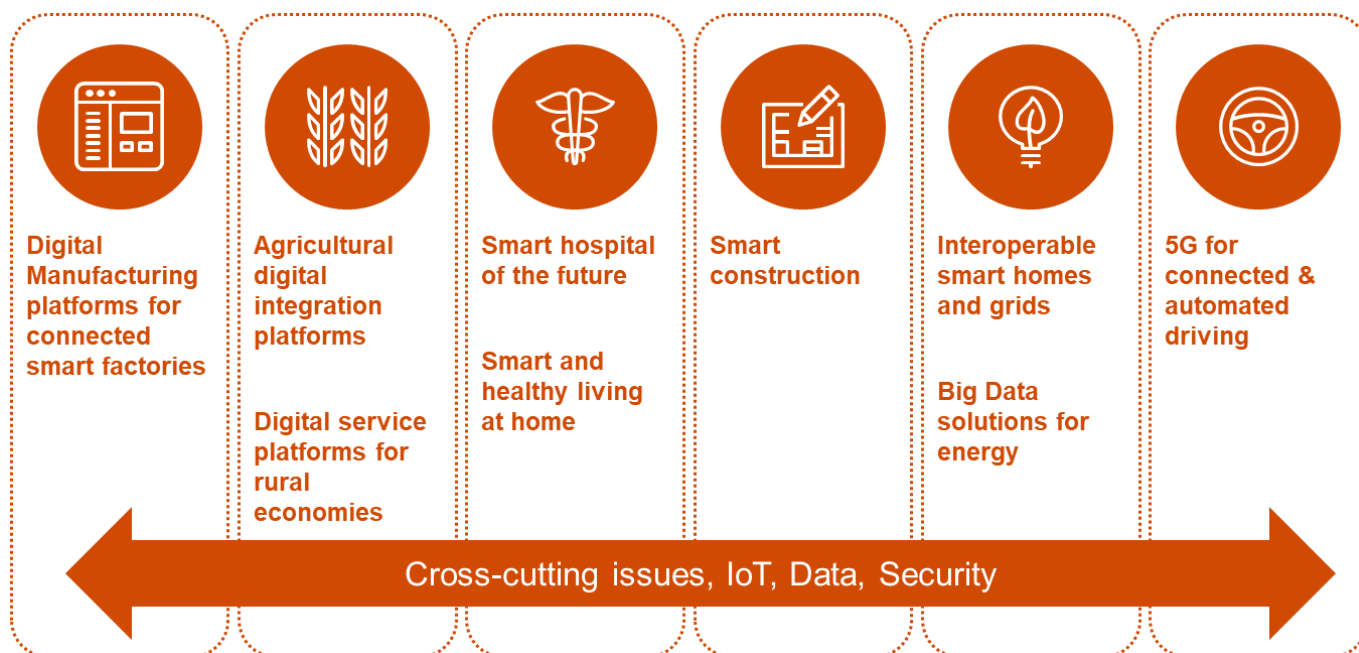 Digital
Manufacturing
platforms for
connected
smart factories
Agricultural
digital
integration
platforms
Digital service
platforms for
rural
economies
Smart hospital
of the future
Smart and
healthy living
at home
Smart
construction
Interoperable
smart homes
and grids
Big Data
solutions for
energy
5G for
connected &
automated
driving
Cross-cutting issues, IoT, Data, Security